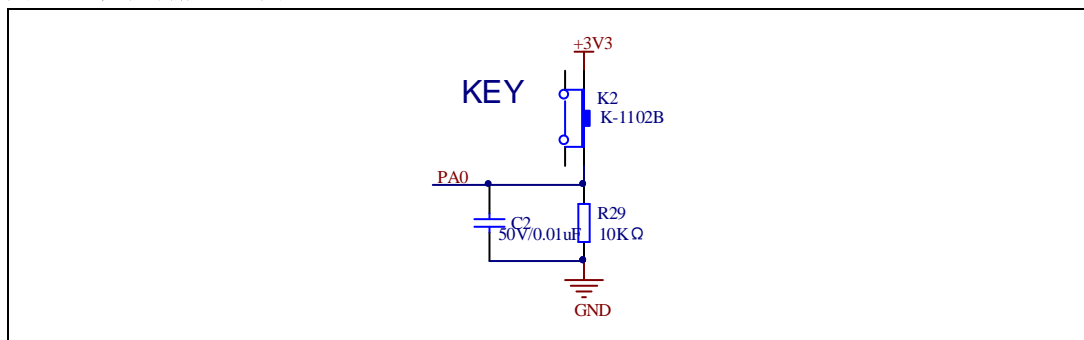 +3V3
KEY
K2
K-1102B
PA0
C2
50V/0.01uF
R29
10KΩ
GND